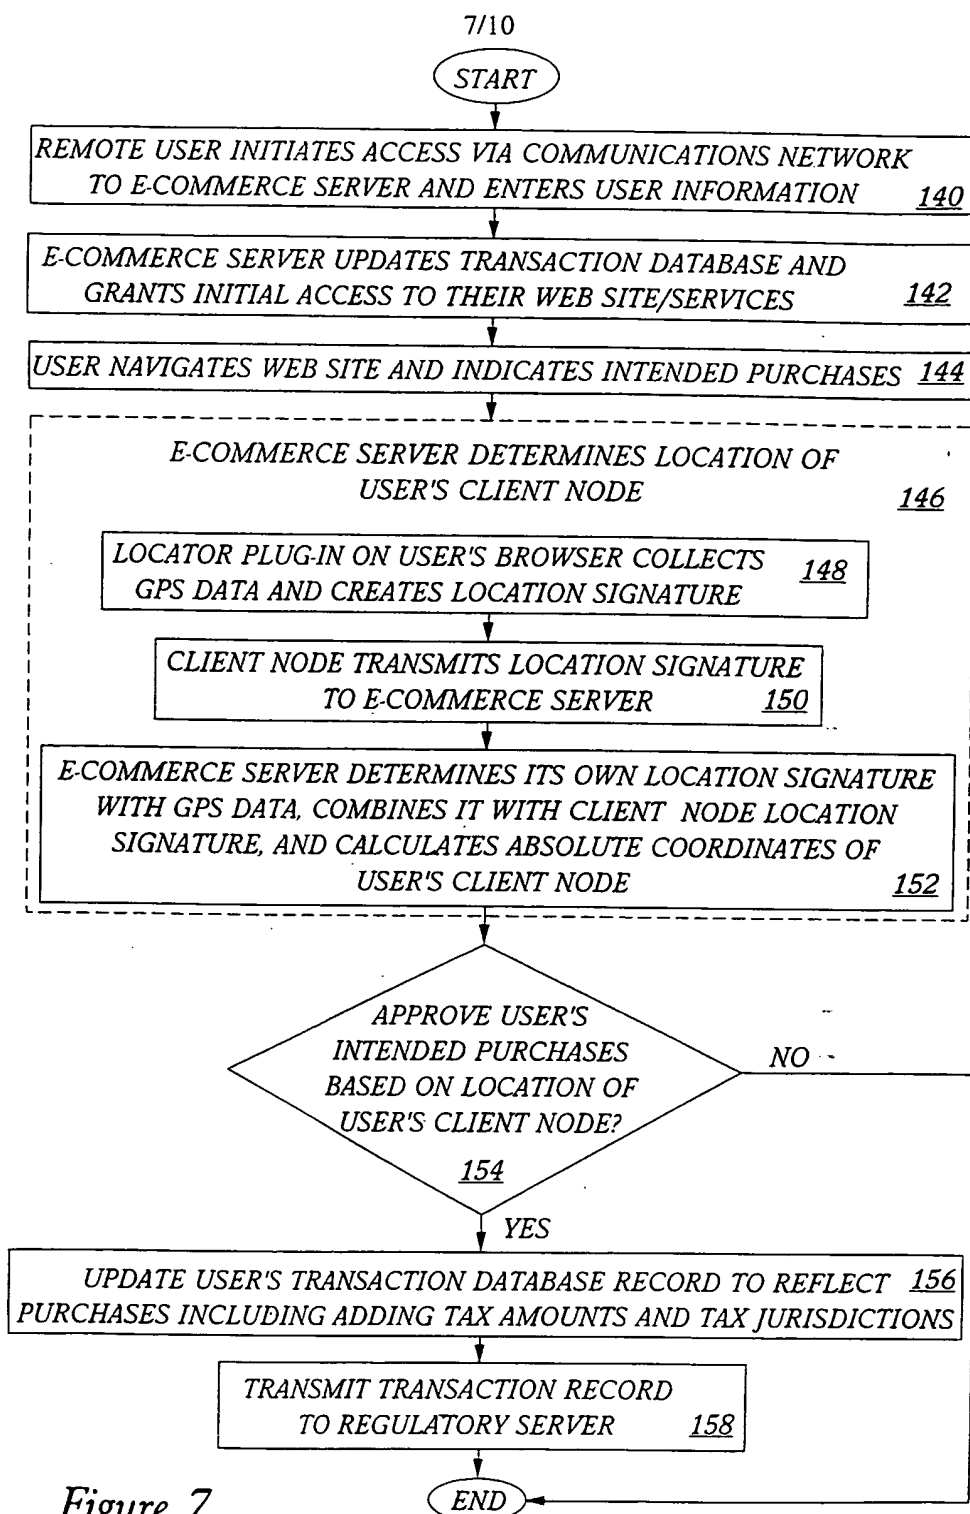 7/10
START
REMOTE USER INITIATES ACCESS VIA COMMUNICATIONS NETWORK
TO E-COMMERCE SERVER AND ENTERS USER INFORMATION 140
E-COMMERCE SERVER UPDATES TRANSACTION DATABASE AND
GRANTS INITIAL ACCESS TO THEIR WEB SITE/SERVICES 142
USER NAVIGATES WEB SITE AND INDICATES INTENDED PURCHASES 144
E-COMMERCE SERVER DETERMINES LOCATION OF
USER'S CLIENT NODE 146
LOCATOR PLUG-IN ON USER'S BROWSER COLLECTS 148
GPS DATA AND CREATES LOCATION SIGNATURE
CLIENT NODE TRANSMITS LOCATION SIGNATURE
TO E-COMMERCE SERVER 150
E-COMMERCE SERVER DETERMINES ITS OWN LOCATION SIGNATURE
WITH GPS DATA, COMBINES IT WITH CLIENT NODE LOCATION
SIGNATURE, AND CALCULATES ABSOLUTE COORDINATES OF
USER'S CLIENT NODE 152
APPROVE USER'S
INTENDED PURCHASES
BASED ON LOCATION OF
USER'S CLIENT NODE?
154
NO
YES
UPDATE USER'S TRANSACTION DATABASE RECORD TO REFLECT 156
PURCHASES INCLUDING ADDING TAX AMOUNTS AND TAX JURISDICTIONS
TRANSMIT TRANSACTION RECORD
TO REGULATORY SERVER 158
END
Figure 7